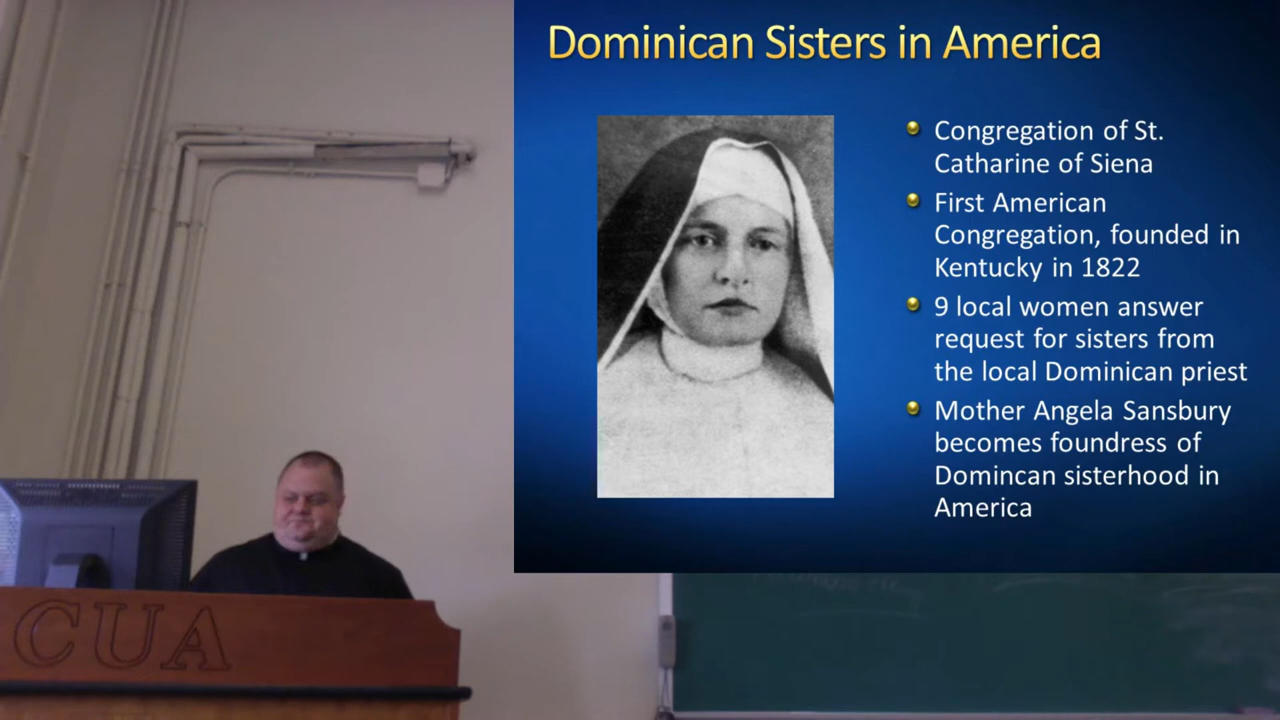 Dominican Sisters in America
Congregation of St.
Catharine of Siena
First American
Congregation, founded in
Kentucky in 1822
9 local women answer
request for sisters from
the local Dominican priest
Mother Angela Sansbury
becomes foundress of
Domincan sisterhood in
America
CUA